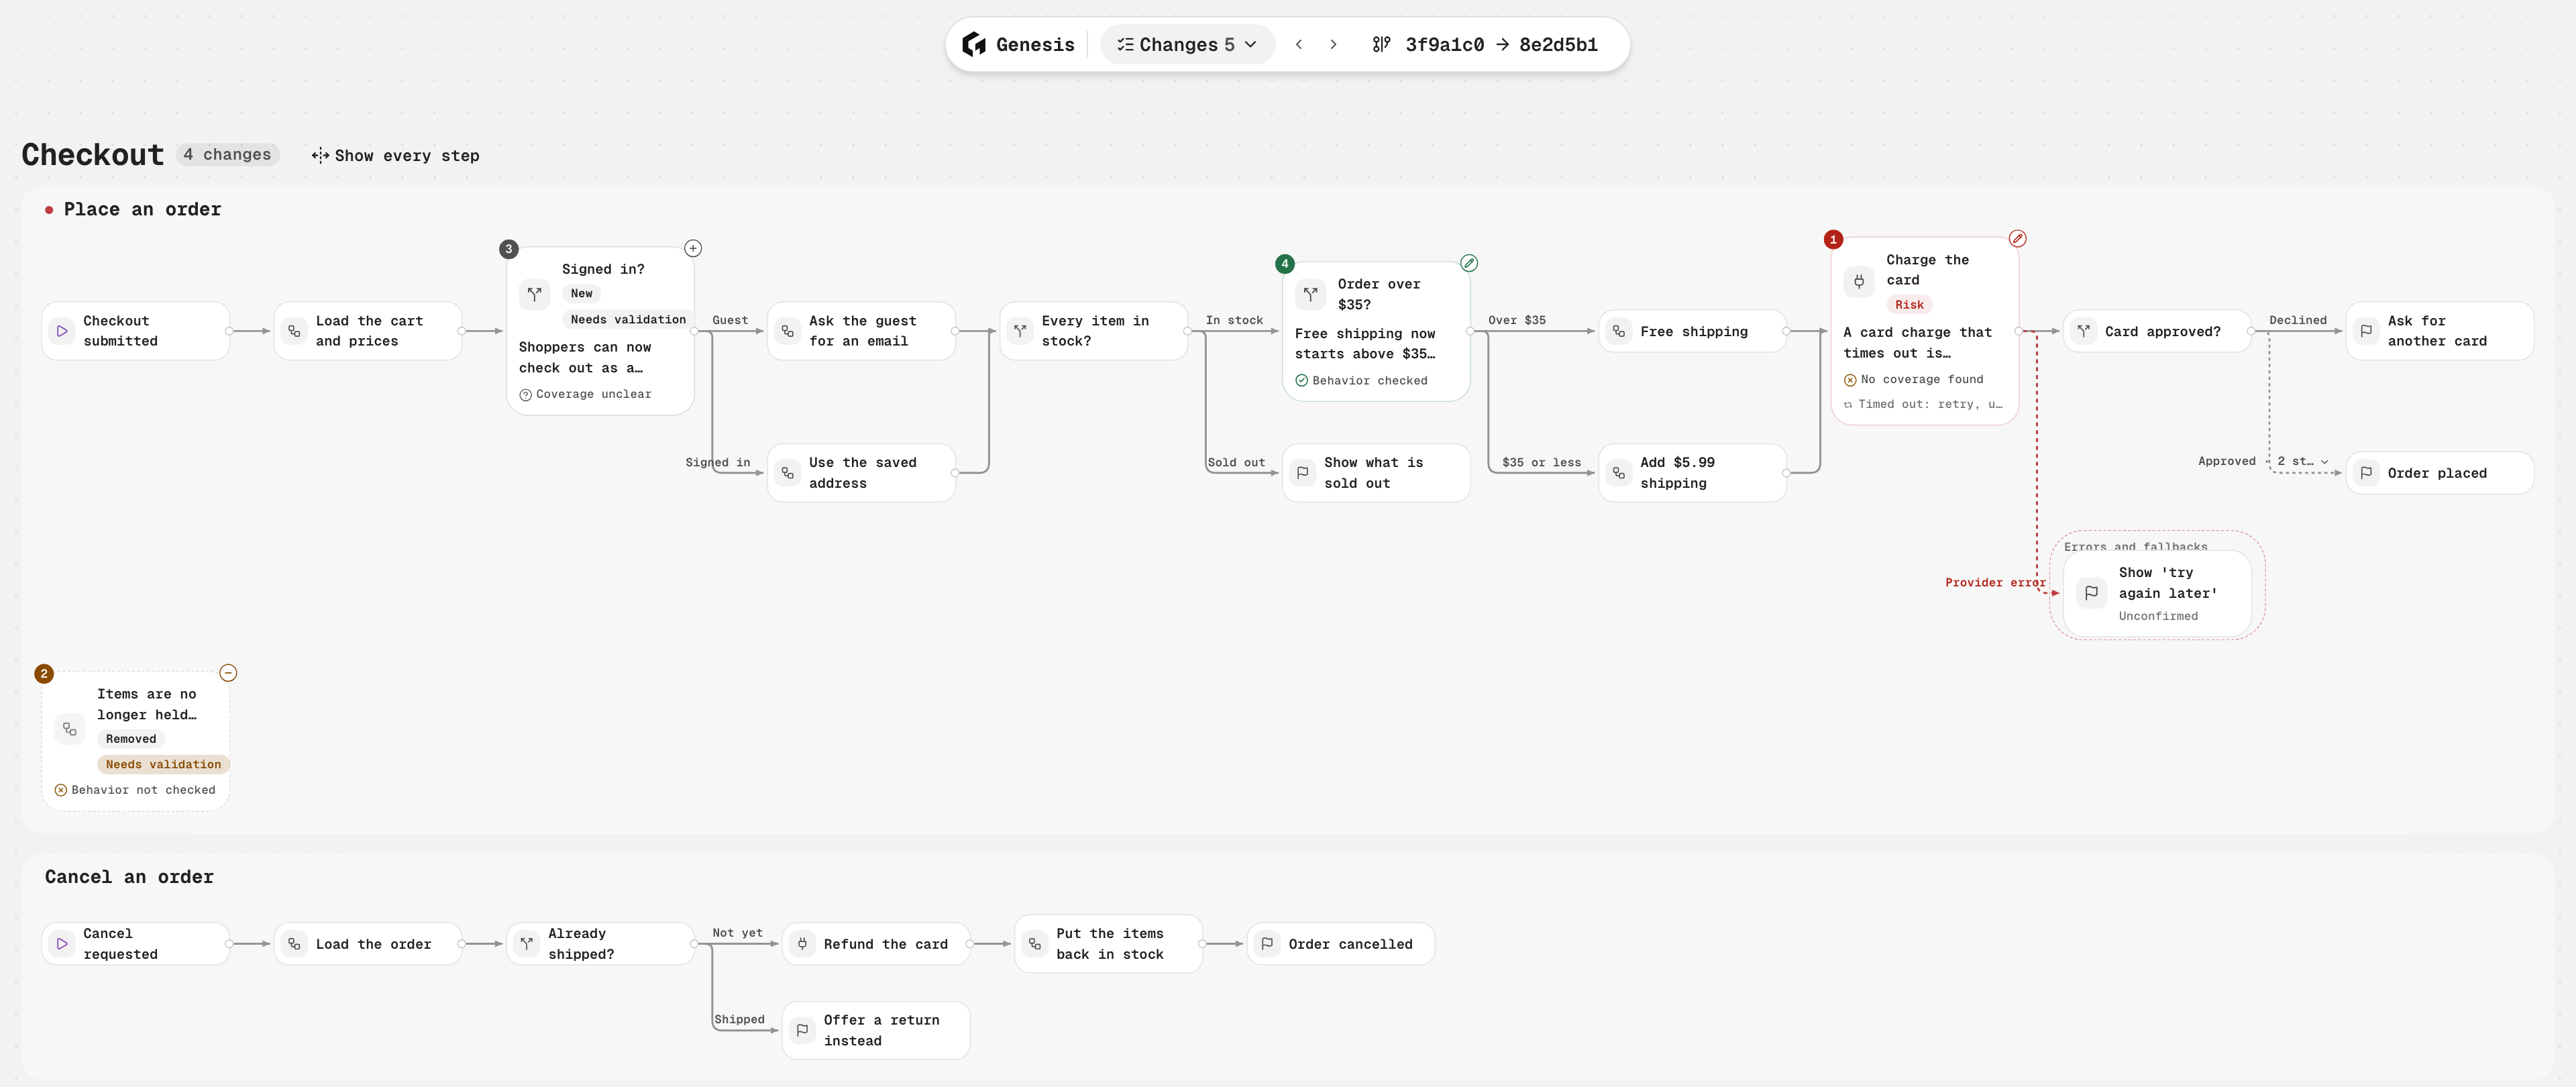 Genesis
Changes 5
3f9a1c0 → 8e2d5b1
Checkout
4 changes
Show every step
Place an order
Checkout
submitted
Load the cart
and prices
3
Signed in?
New
Needs validation
Shoppers can now
check out as a…
Coverage unclear
Guest
Signed in
Ask the guest
for an email
Use the saved
address
Every item in
stock?
In stock
Sold out
4
Order over
$35?
Free shipping now
starts above $35…
Behavior checked
Show what is
sold out
Over $35
$35 or less
Free shipping
Add $5.99
shipping
1
Charge the
card
Risk
A card charge that
times out is…
No coverage found
Timed out: retry, u…
Provider error
Card approved?
Declined
Approved · 2 st…
Ask for
another card
Order placed
Errors and fallbacks
Show 'try
again later'
Unconfirmed
2
Items are no
longer held…
Removed
Needs validation
Behavior not checked
Cancel an order
Cancel
requested
Load the order
Already
shipped?
Not yet
Shipped
Refund the card
Put the items
back in stock
Order cancelled
Offer a return
instead